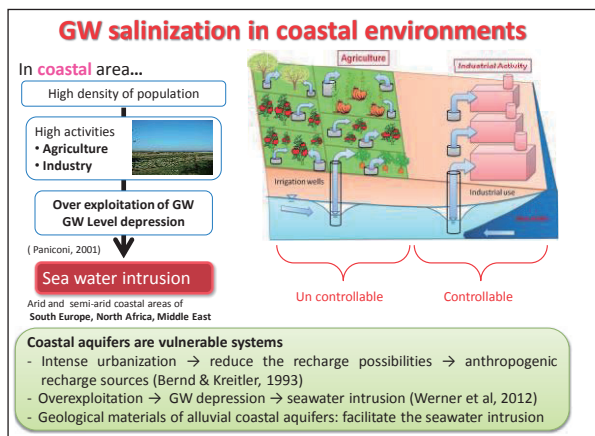 GW salinization in coastal environments
In coastal area...
High density of population
High activities
• Agriculture
• Industry
Over exploitation of GW
GW Level depression
( Paniconi, 2001)
Sea water intrusion
Arid and semi-arid coastal areas of
South Europe, North Africa, Middle East
Agriculture
Industrial Activity
Irrigation wells
Industrial use
Un controllable
Controllable
Coastal aquifers are vulnerable systems
- Intense urbanization → reduce the recharge possibilities → anthropogenic
recharge sources (Bernd & Kreitler, 1993)
- Overexploitation → GW depression → seawater intrusion (Werner et al, 2012)
- Geological materials of alluvial coastal aquifers: facilitate the seawater intrusion